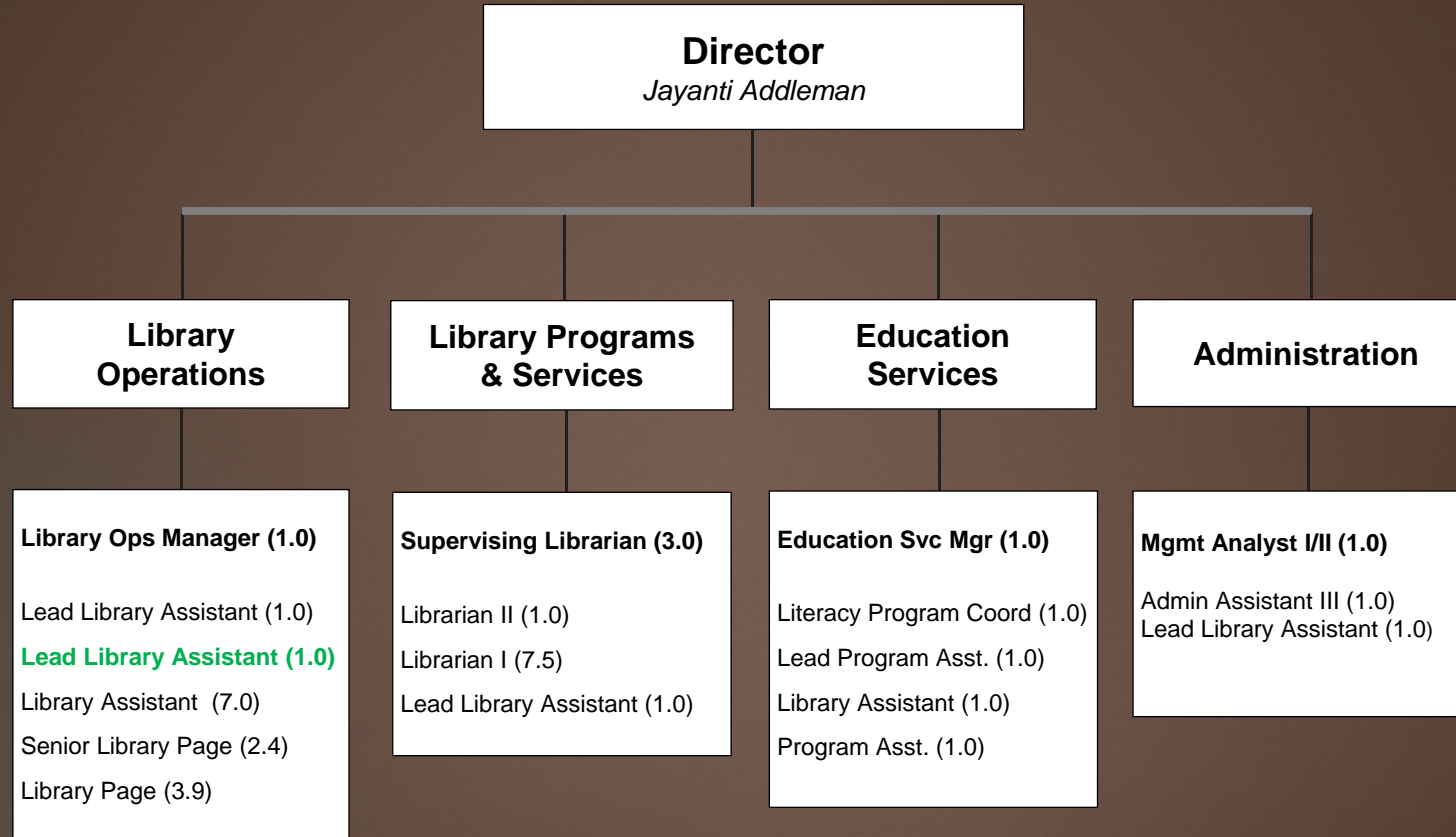 Director
Jayanti Addleman
Library
Operations
Library Programs
& Services
Education
Services
Administration
Library Ops Manager (1.0)
Lead Library Assistant (1.0)
Lead Library Assistant (1.0)
Library Assistant  (7.0)
Senior Library Page (2.4)
Library Page (3.9)
Supervising Librarian (3.0)
Librarian II (1.0)
Librarian I (7.5)
Lead Library Assistant (1.0)
Education Svc Mgr (1.0)
Literacy Program Coord (1.0)
Lead Program Asst. (1.0)
Library Assistant (1.0)
Program Asst. (1.0)
Mgmt Analyst I/II (1.0)
Admin Assistant III (1.0)
Lead Library Assistant (1.0)